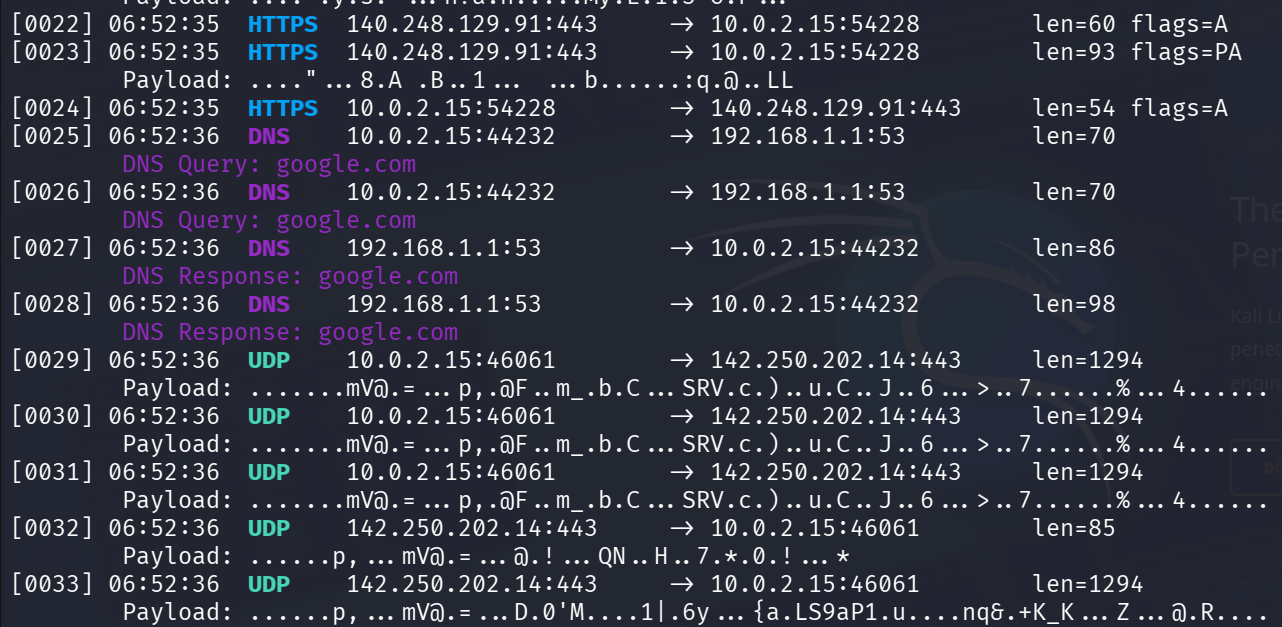 [0022] 06:52:35 HTTPS 140.248.129.91:443 → 10.0.2.15:54228 len=60 flags=A
[0023] 06:52:35 HTTPS 140.248.129.91:443 → 10.0.2.15:54228 len=93 flags=PA
Payload: ...."...8.A .B..1... ...b......:q.@..LL
[0024] 06:52:35 HTTPS 10.0.2.15:54228 → 140.248.129.91:443 len=54 flags=A
[0025] 06:52:36 DNS 10.0.2.15:44232 → 192.168.1.1:53 len=70
DNS Query: google.com
[0026] 06:52:36 DNS 10.0.2.15:44232 → 192.168.1.1:53 len=70
DNS Query: google.com
[0027] 06:52:36 DNS 192.168.1.1:53 → 10.0.2.15:44232 len=86
DNS Response: google.com
[0028] 06:52:36 DNS 192.168.1.1:53 → 10.0.2.15:44232 len=98
DNS Response: google.com
[0029] 06:52:36 UDP 10.0.2.15:46061 → 142.250.202.14:443 len=1294
Payload: .......mV@.=...p,.@F..m_.b.C...SRV.c.)..u.C..J..6...>..7......%...4......
[0030] 06:52:36 UDP 10.0.2.15:46061 → 142.250.202.14:443 len=1294
Payload: .......mV@.=...p,.@F..m_.b.C...SRV.c.)..u.C..J..6...>..7......%...4......
[0031] 06:52:36 UDP 10.0.2.15:46061 → 142.250.202.14:443 len=1294
Payload: .......mV@.=...p,.@F..m_.b.C...SRV.c.)..u.C..J..6...>..7......%...4......
[0032] 06:52:36 UDP 142.250.202.14:443 → 10.0.2.15:46061 len=85
Payload: ......p,...mV@.=...@.!...QN..H..7.*.0.!...*
[0033] 06:52:36 UDP 142.250.202.14:443 → 10.0.2.15:46061 len=1294
Payload: ......p,...mV@.=...D.0'M....1|.6y...{a.LS9aP1.u....nq&.+K_K...Z...@.R....